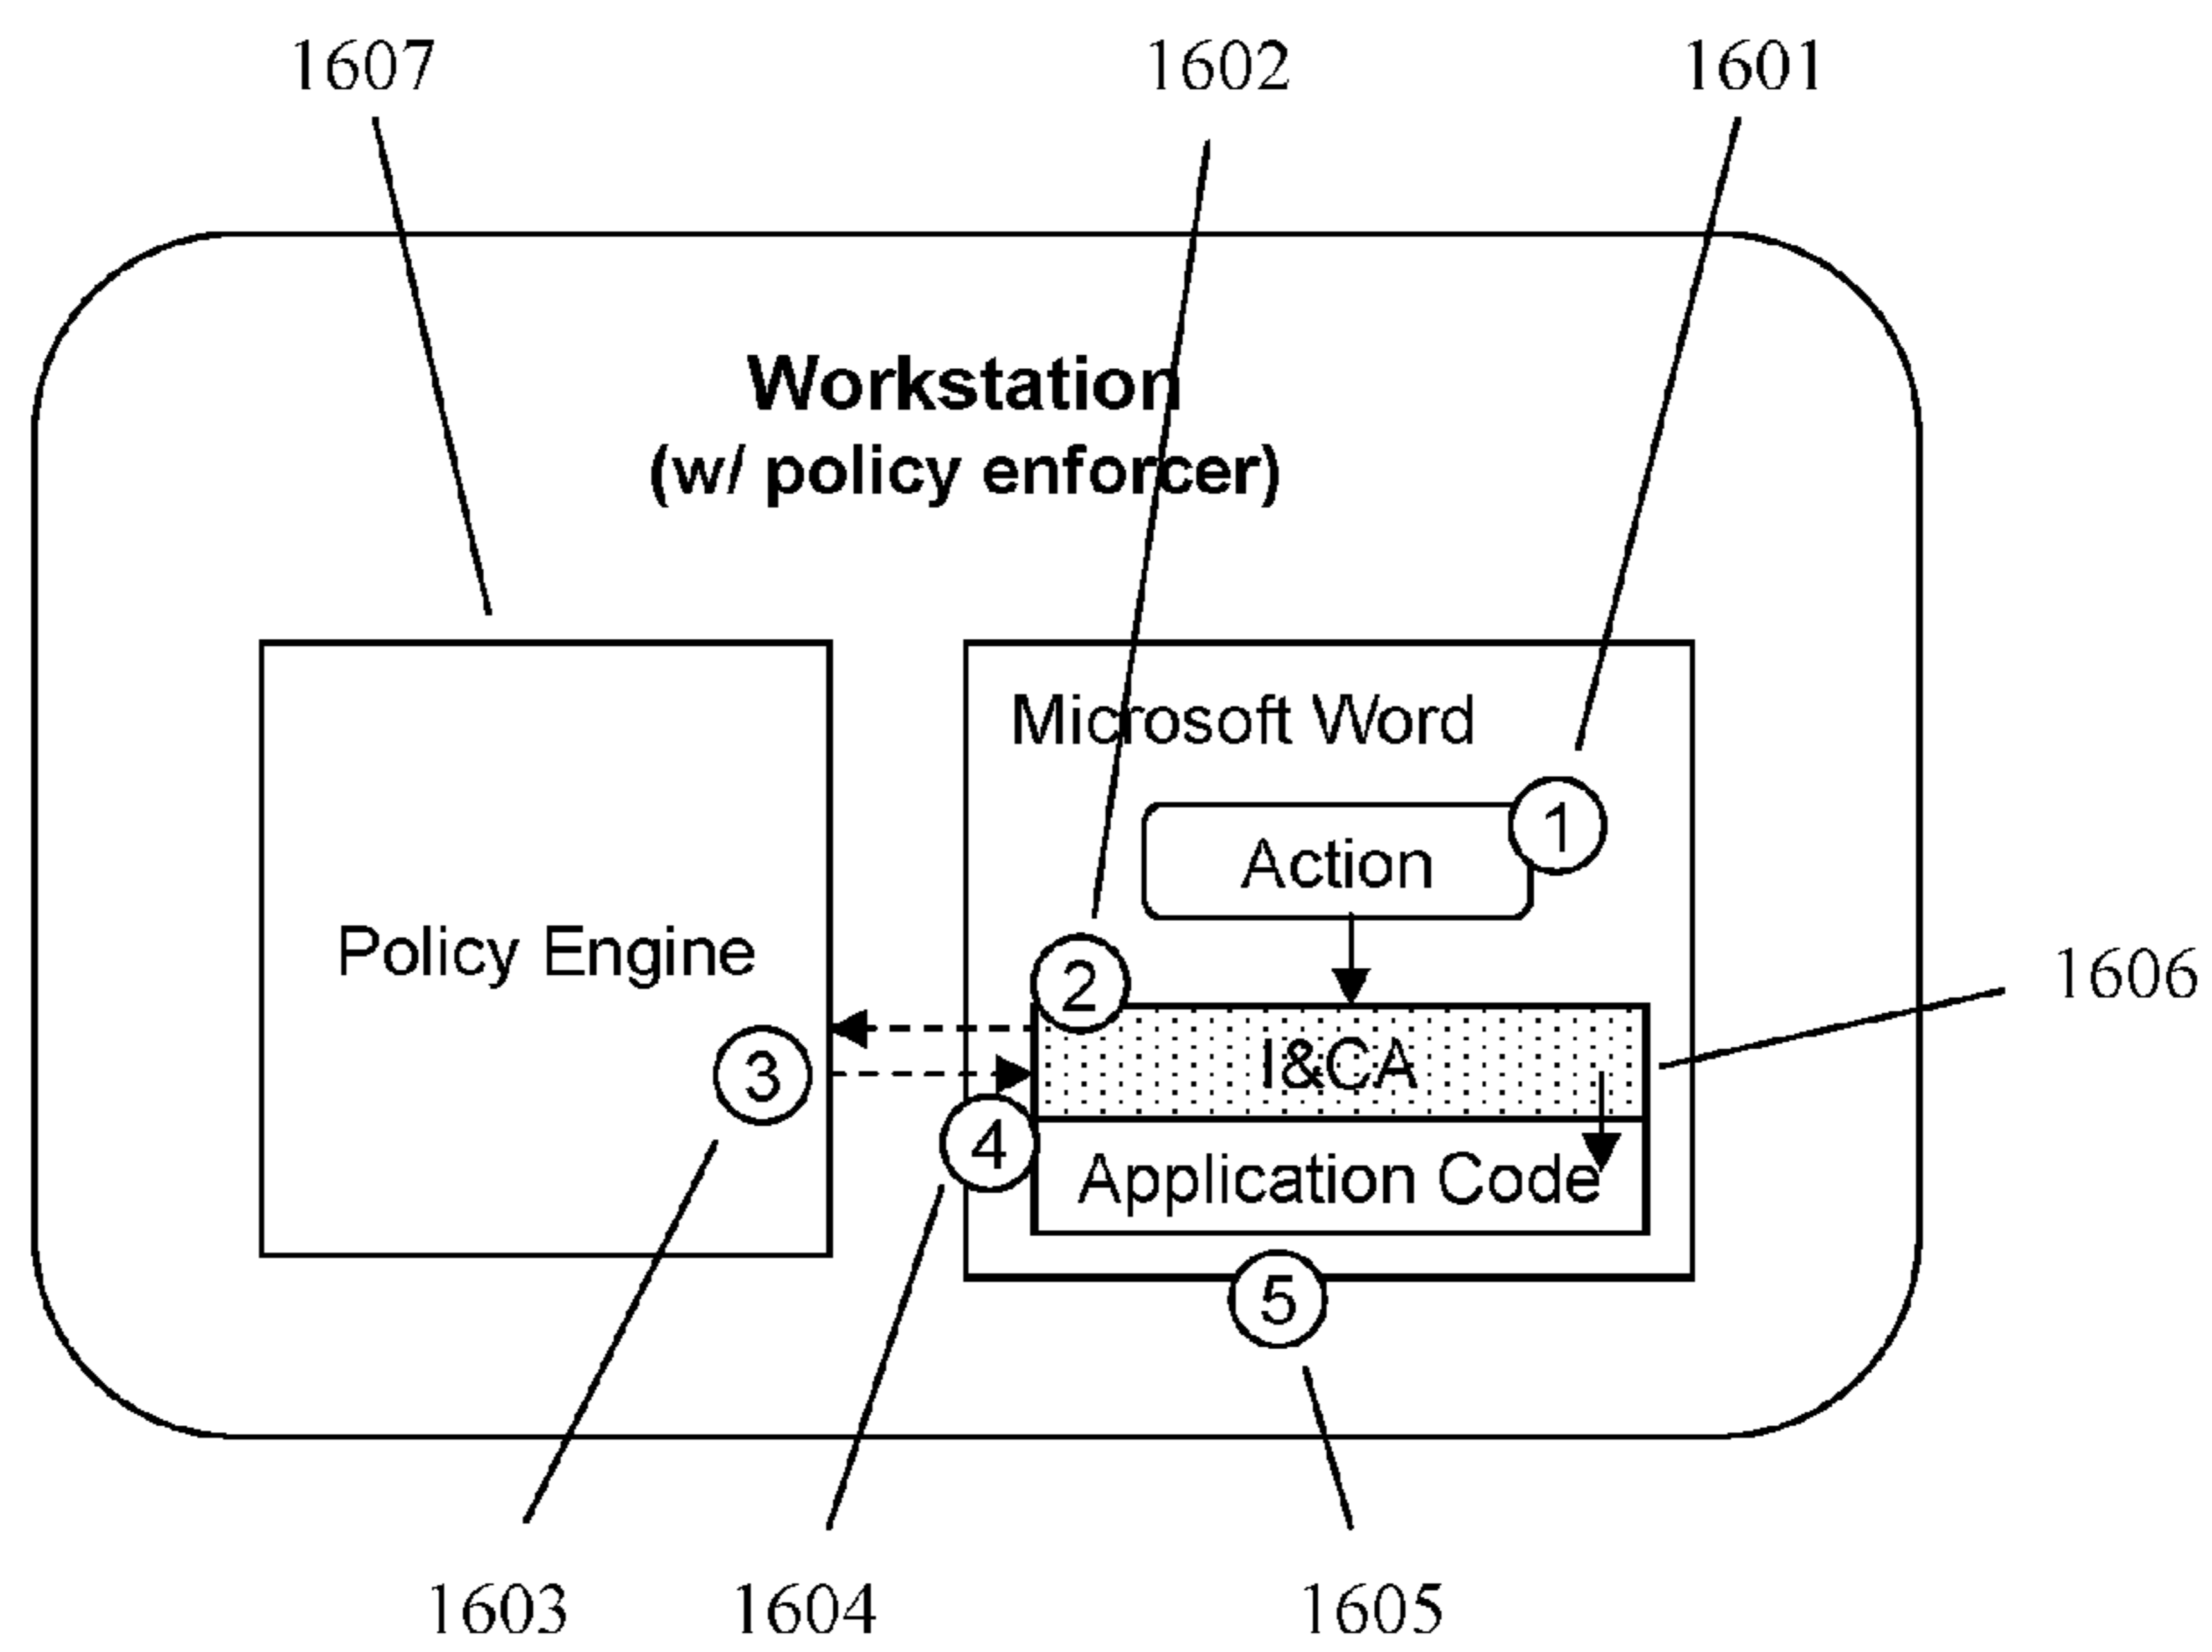 1607
1602
1601
Workstation
(w/ policy enforcer)
Microsoft Word
1
Action
Policy Engine
2
1606
I&CA
3
4
Application Code
5
1603
1604
1605